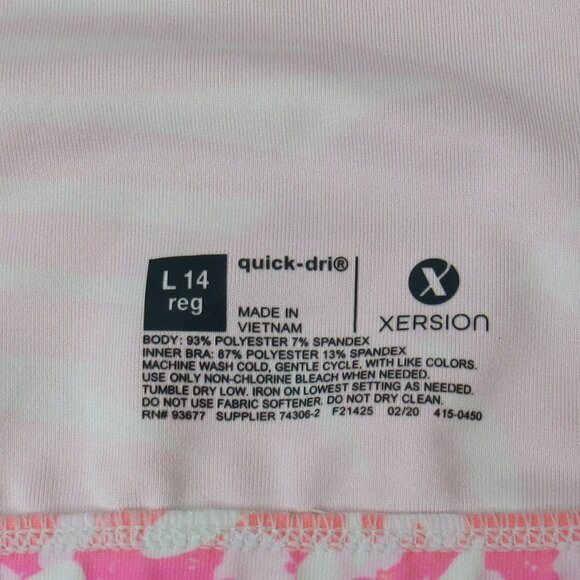 L 14
reg
quick-dri®
MADE IN
VIETNAM
X
XERSION
BODY: 93% POLYESTER 7% SPANDEX
INNER BRA: 87% POLYESTER 13% SPANDEX
MACHINE WASH COLD, GENTLE CYCLE, WITH LIKE COLORS.
USE ONLY NON-CHLORINE BLEACH WHEN NEEDED.
TUMBLE DRY LOW. IRON ON LOWEST SETTING AS NEEDED.
DO NOT USE FABRIC SOFTENER. DO NOT DRY CLEAN.
RN# 93677 SUPPLIER 74306-2 F21425 02/20 415-0450